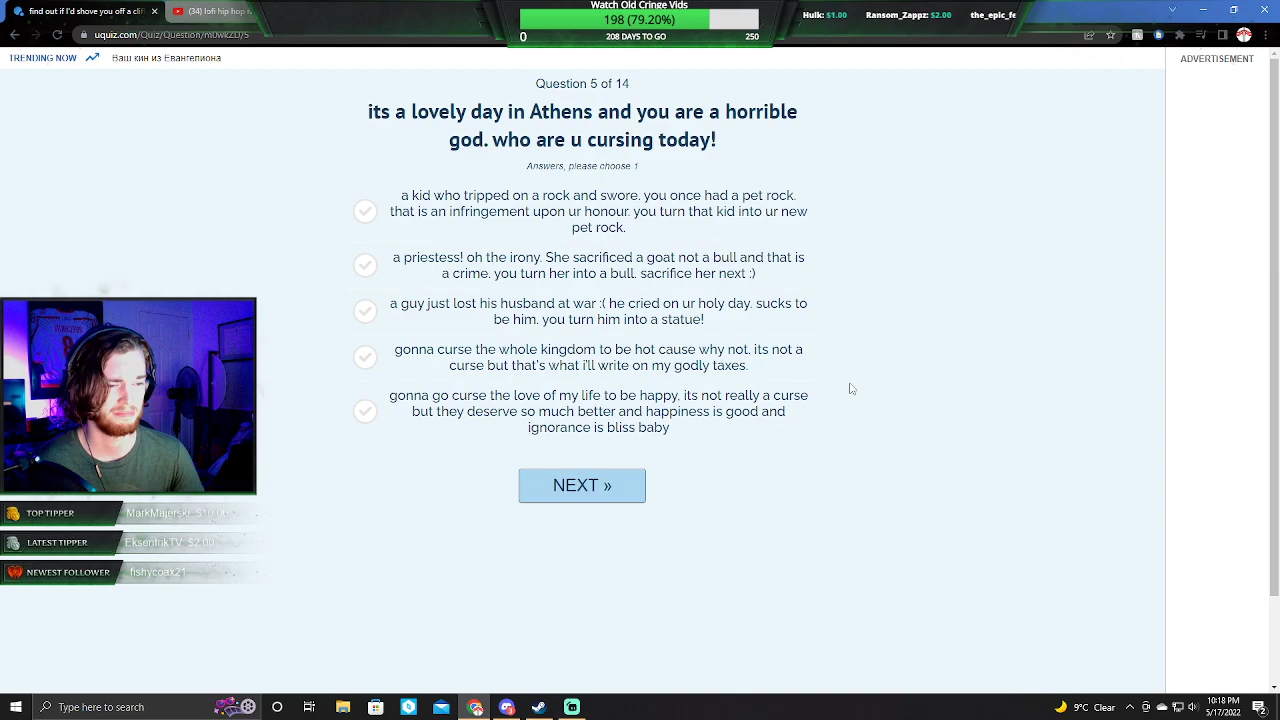 find out if I'd shove you off a clif
(34) lofi hip hop r
Watch Old Cringe Vids
198 (79.20%)
0
208 DAYS TO GO
250
Hulk: $1.00
Ransom_Zappz: $2.00
the_epic_fe
TRENDING NOW
Ваш кин из Евангелиона
ADVERTISEMENT
Question 5 of 14
its a lovely day in Athens and you are a horrible
god. who are u cursing today!
Answers, please choose 1
a kid who tripped on a rock and swore. you once had a pet rock.
that is an infringement upon ur honour. you turn that kid into ur new
pet rock.
a priestess! oh the irony. She sacrificed a goat not a bull and that is
a crime. you turn her into a bull. sacrifice her next :)
a guy just lost his husband at war :( he cried on ur holy day. sucks to
be him. you turn him into a statue!
gonna curse the whole kingdom to be hot cause why not. its not a
curse but that's what i'll write on my godly taxes.
gonna go curse the love of my life to be happy, its not really a curse
but they deserve so much better and happiness is good and
ignorance is bliss baby
NEXT »
TOP TIPPER
MarkMajerski
LATEST TIPPER
EksentrikTV: $2.00
NEWEST FOLLOWER
fishycoax21
Type here to search
9°C Clear
10:18 PM
5/17/2022